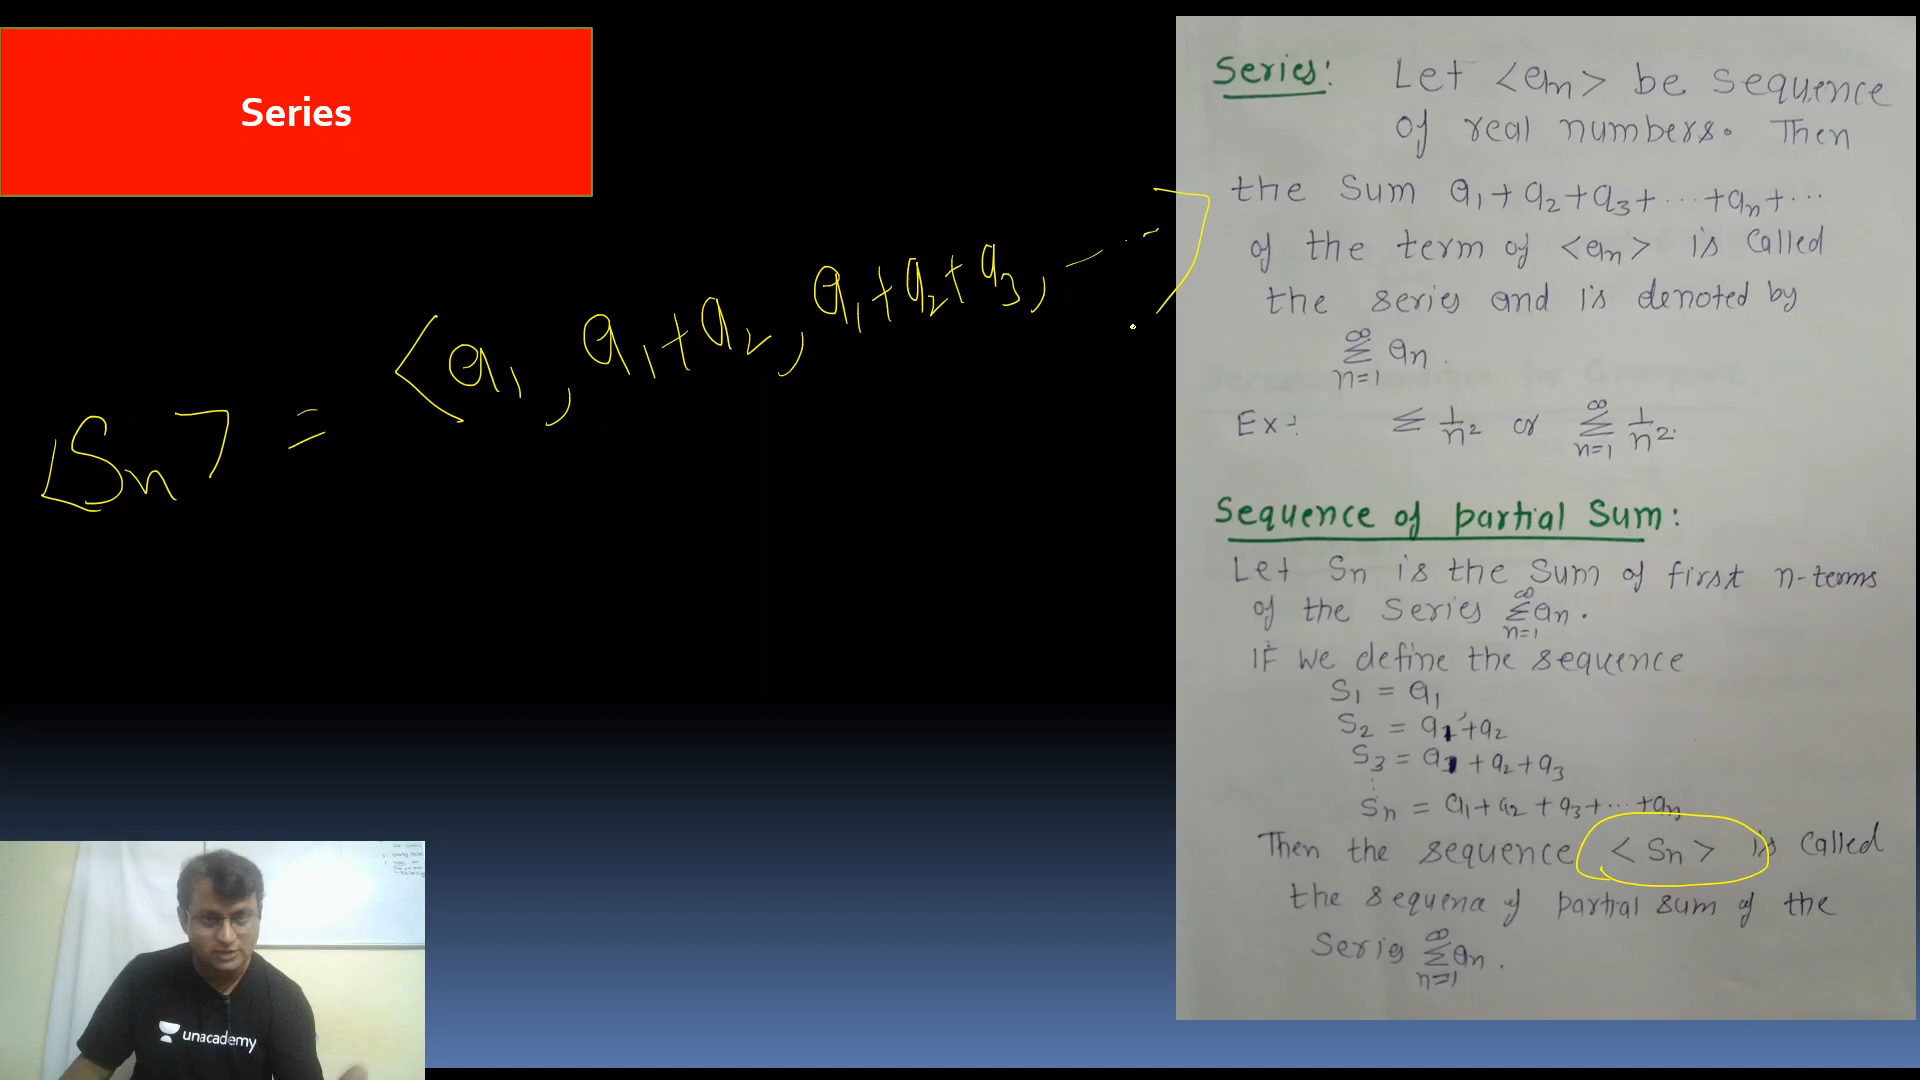 Series
<Sn> = <a1, a1+a2, a1+a2+a3, -...>
Series: Let <an> be sequence
of real numbers. Then
the sum a1+a2+a3+...+an+...
of the term of <an> is called
the series and is denoted by
∞
Σ an.
n=1
Ex:- Σ 1/n² or ∞Σn=1 1/n².
Sequence of partial Sum:
Let Sn is the sum of first n-terms
of the series ∞Σn=1 an.
If we define the sequence
S1 = a1
S2 = a1+a2
S3 = a1+a2+a3
⋮
Sn = a1+a2+a3+...+an
Then the sequence <Sn> is called
the sequence of partial sum of the
Series ∞Σn=1 an.
unacademy